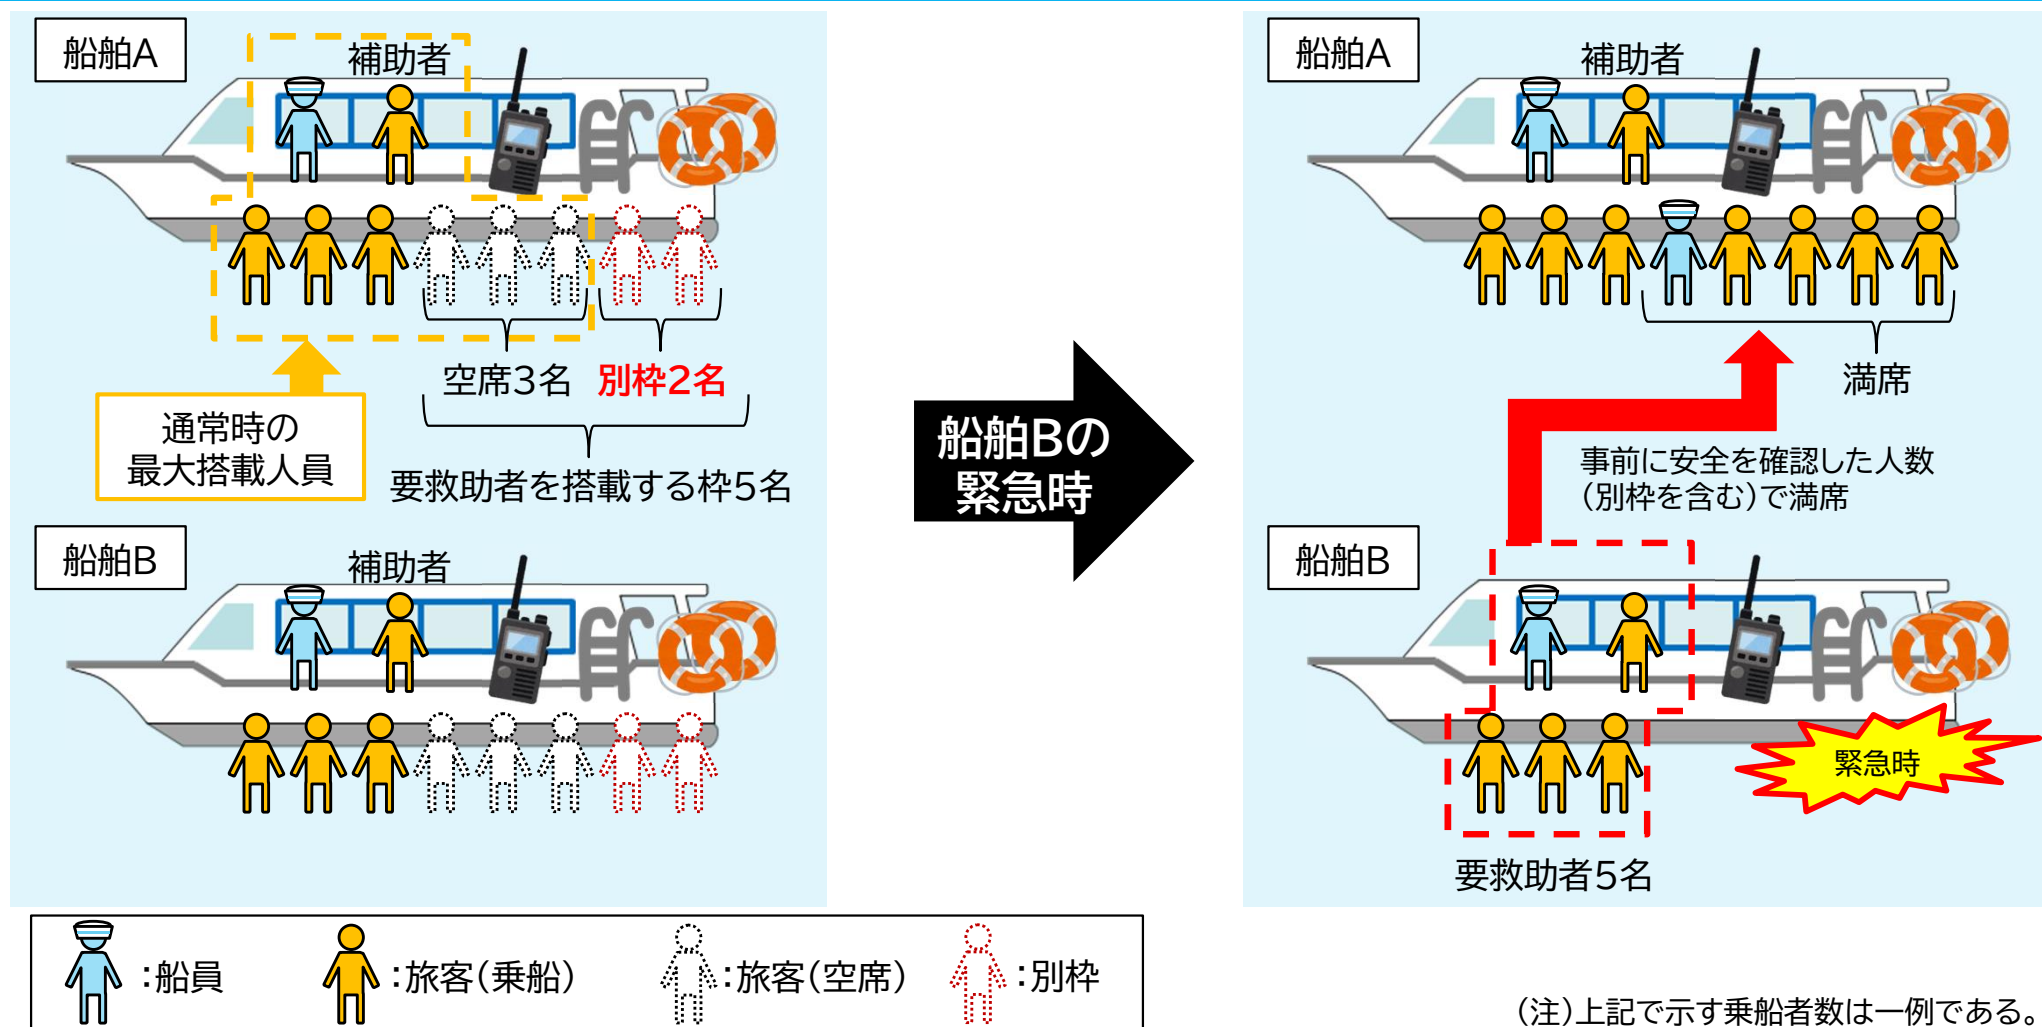 船舶A
補助者
空席3名
別枠2名
通常時の
最大搭載人員
要救助者を搭載する枠5名
船舶B
補助者
船舶Bの
緊急時
船舶A
補助者
満席
事前に安全を確認した人数
(別枠を含む)で満席
船舶B
緊急時
要救助者5名
:船員
:旅客(乗船)
:旅客(空席)
:別枠
(注)上記で示す乗船者数は一例である。